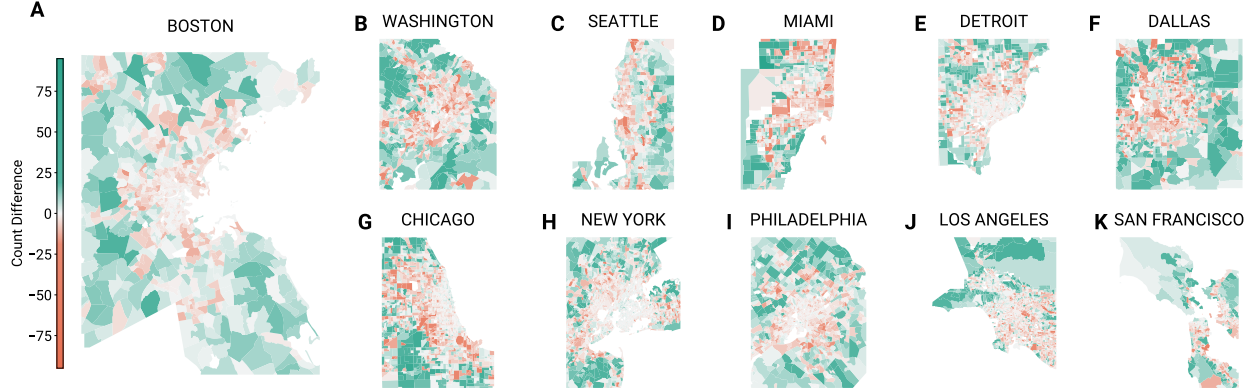 A
BOSTON
B WASHINGTON
C SEATTLE
D MIAMI
E DETROIT
F DALLAS
75
50
25
0
−25
−50
−75
Count Difference
G CHICAGO
H NEW YORK
I PHILADELPHIA
J LOS ANGELES
K SAN FRANCISCO